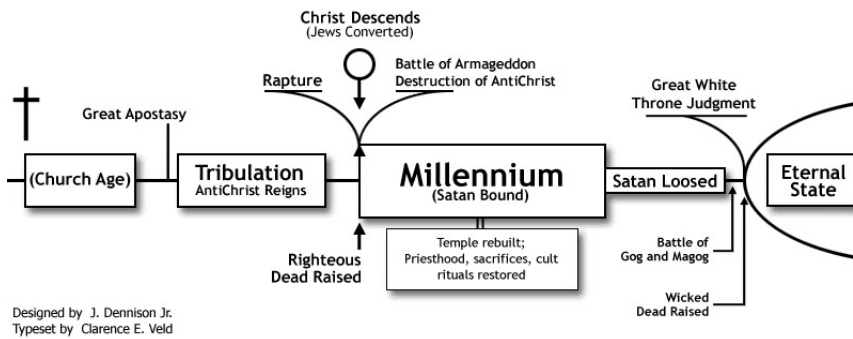 Christ Descends
(Jews Converted)
Rapture
Battle of Armageddon
Destruction of AntiChrist
Great White
Throne Judgment
Great Apostasy
(Church Age)
Tribulation
AntiChrist Reigns
Millennium
(Satan Bound)
Satan Loosed
Eternal
State
Righteous
Dead Raised
Temple rebuilt;
Priesthood, sacrifices, cult
rituals restored
Battle of
Gog and Magog
Wicked
Dead Raised
Designed by J. Dennison Jr.
Typeset by Clarence E. Veld